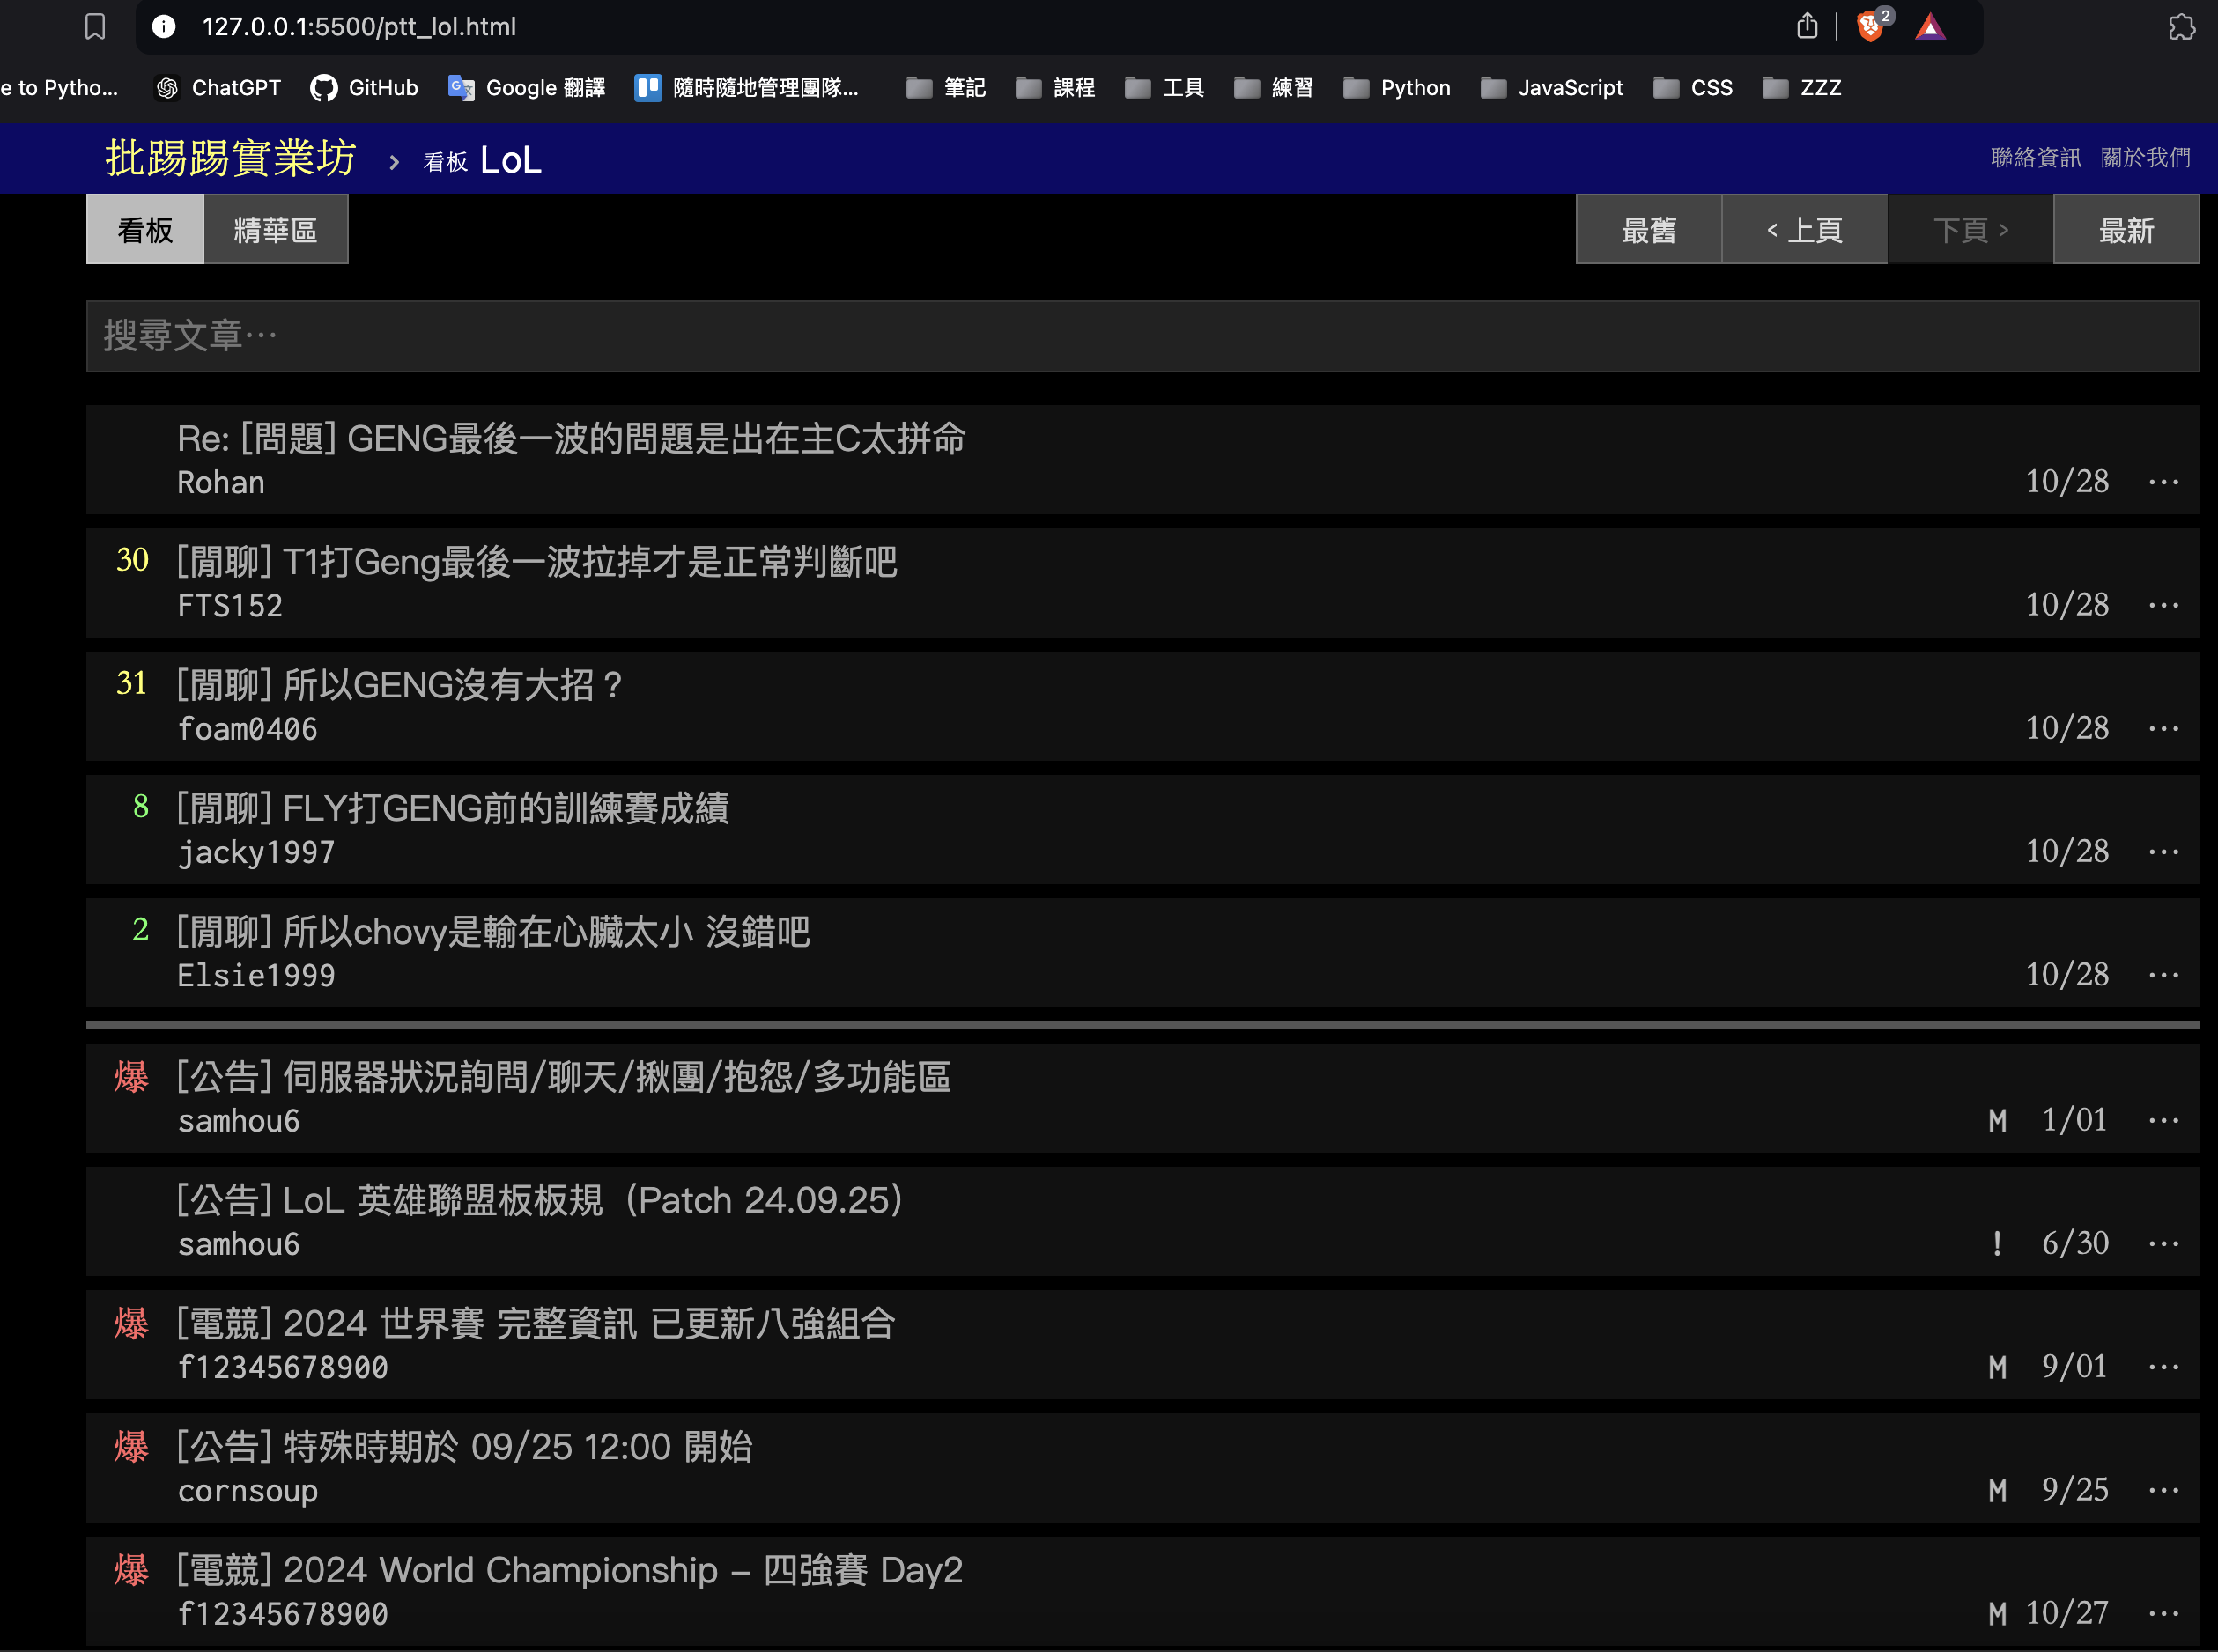 127.0.0.1:5500/ptt_lol.html
2
e to Pytho... ChatGPT GitHub Google 翻譯 隨時隨地管理團隊... 筆記 課程 工具 練習 Python JavaScript CSS ZZZ
批踢踢實業坊 › 看板 LoL 聯絡資訊 關於我們
看板 精華區 最舊 ‹ 上頁 下頁 › 最新
搜尋文章⋯
Re: [問題] GENG最後一波的問題是出在主C太拼命
Rohan 10/28 ⋯
30 [閒聊] T1打Geng最後一波拉掉才是正常判斷吧
FTS152 10/28 ⋯
31 [閒聊] 所以GENG沒有大招？
foam0406 10/28 ⋯
8 [閒聊] FLY打GENG前的訓練賽成績
jacky1997 10/28 ⋯
2 [閒聊] 所以chovy是輸在心臟太小 沒錯吧
Elsie1999 10/28 ⋯
爆 [公告] 伺服器狀況詢問/聊天/揪團/抱怨/多功能區
samhou6 M 1/01 ⋯
[公告] LoL 英雄聯盟板板規（Patch 24.09.25）
samhou6 ! 6/30 ⋯
爆 [電競] 2024 世界賽 完整資訊 已更新八強組合
f12345678900 M 9/01 ⋯
爆 [公告] 特殊時期於 09/25 12:00 開始
cornsoup M 9/25 ⋯
爆 [電競] 2024 World Championship – 四強賽 Day2
f12345678900 M 10/27 ⋯